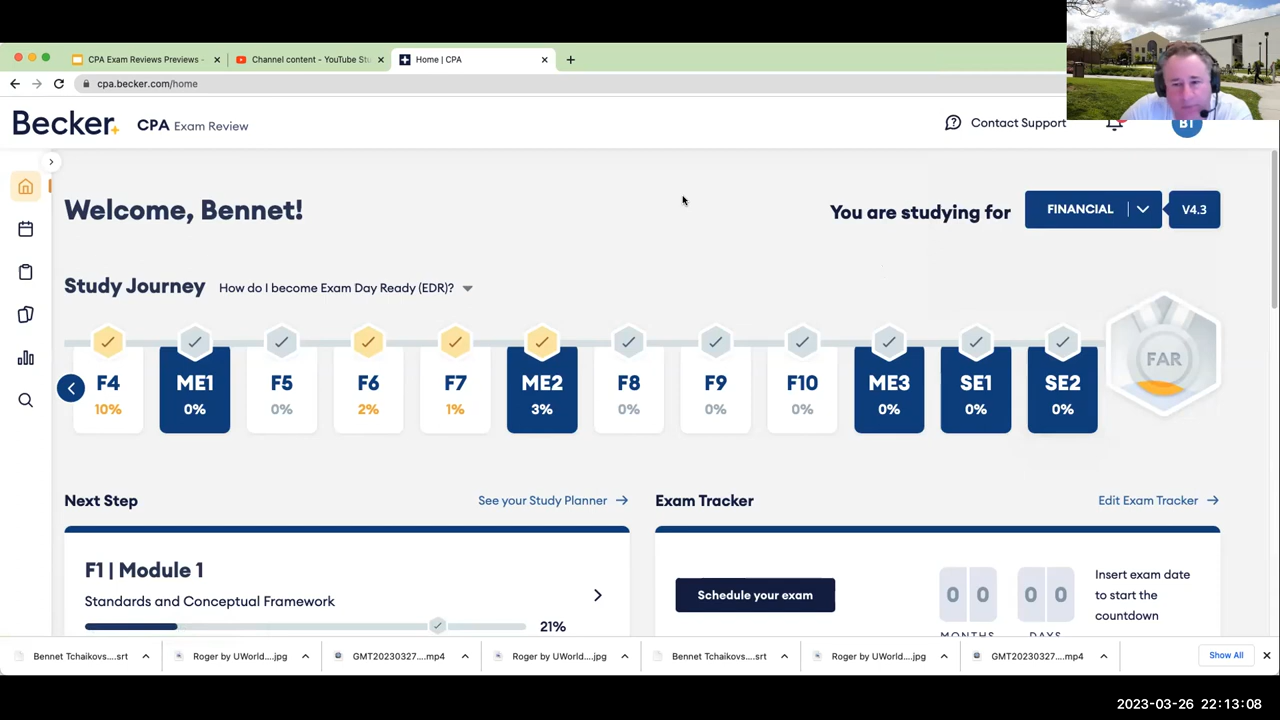 CPA Exam Reviews Previews -
Channel content - YouTube Stu
Home | CPA
cpa.becker.com/home
Becker
CPA Exam Review
Contact Support
BT
Welcome, Bennet!
You are studying for
FINANCIAL
V4.3
Study Journey
How do I become Exam Day Ready (EDR)?
F4 ME1 F5 F6 F7 ME2 F8 F9 F10 ME3 SE1 SE2
10% 0% 0% 2% 1% 3% 0% 0% 0% 0% 0% 0%
FAR
Next Step
See your Study Planner
Exam Tracker
Edit Exam Tracker
F1 | Module 1
Standards and Conceptual Framework
21%
Schedule your exam
0 0 0 0
MONTHS DAYS
Insert exam date
to start the
countdown
Bennet Tchaikovs....srt
Roger by UWorld....jpg
GMT20230327....mp4
Roger by UWorld....jpg
Bennet Tchaikovs....srt
Roger by UWorld....jpg
GMT20230327....mp4
Show All
2023-03-26 22:13:08